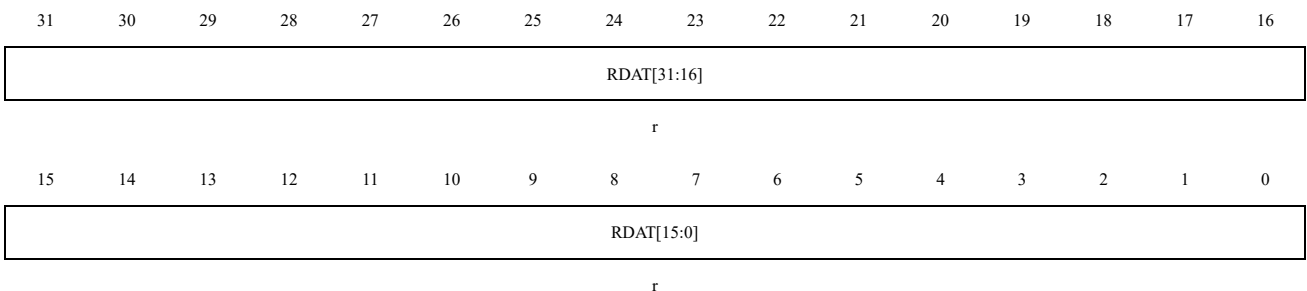 31 30 29 28 27 26 25 24 23 22 21 20 19 18 17 16
RDAT[31:16]
r
15 14 13 12 11 10 9 8 7 6 5 4 3 2 1 0
RDAT[15:0]
r